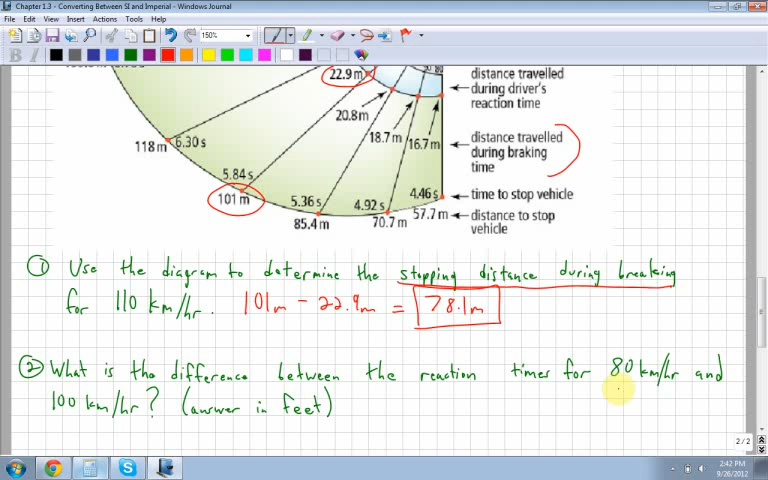 Chapter 1.3 - Converting Between SI and Imperial - Windows Journal
File Edit View Insert Actions Tools Help
150%
B I
90 80
22.9 m
distance travelled
during driver's
reaction time
20.8 m
18.7 m
16.7 m
distance travelled
during braking
time
118 m
6.30 s
5.84 s
101 m
5.36 s
85.4 m
4.92 s
70.7 m
4.46 s
57.7 m
time to stop vehicle
distance to stop
vehicle
① Use the diagram to determine the stopping distance during breaking
for 110 km/hr. 101m - 22.9m = 78.1m
② What is the difference between the reaction times for 80 km/hr and
100 km/hr? (answer in feet)
2 / 2
2:42 PM
9/26/2012